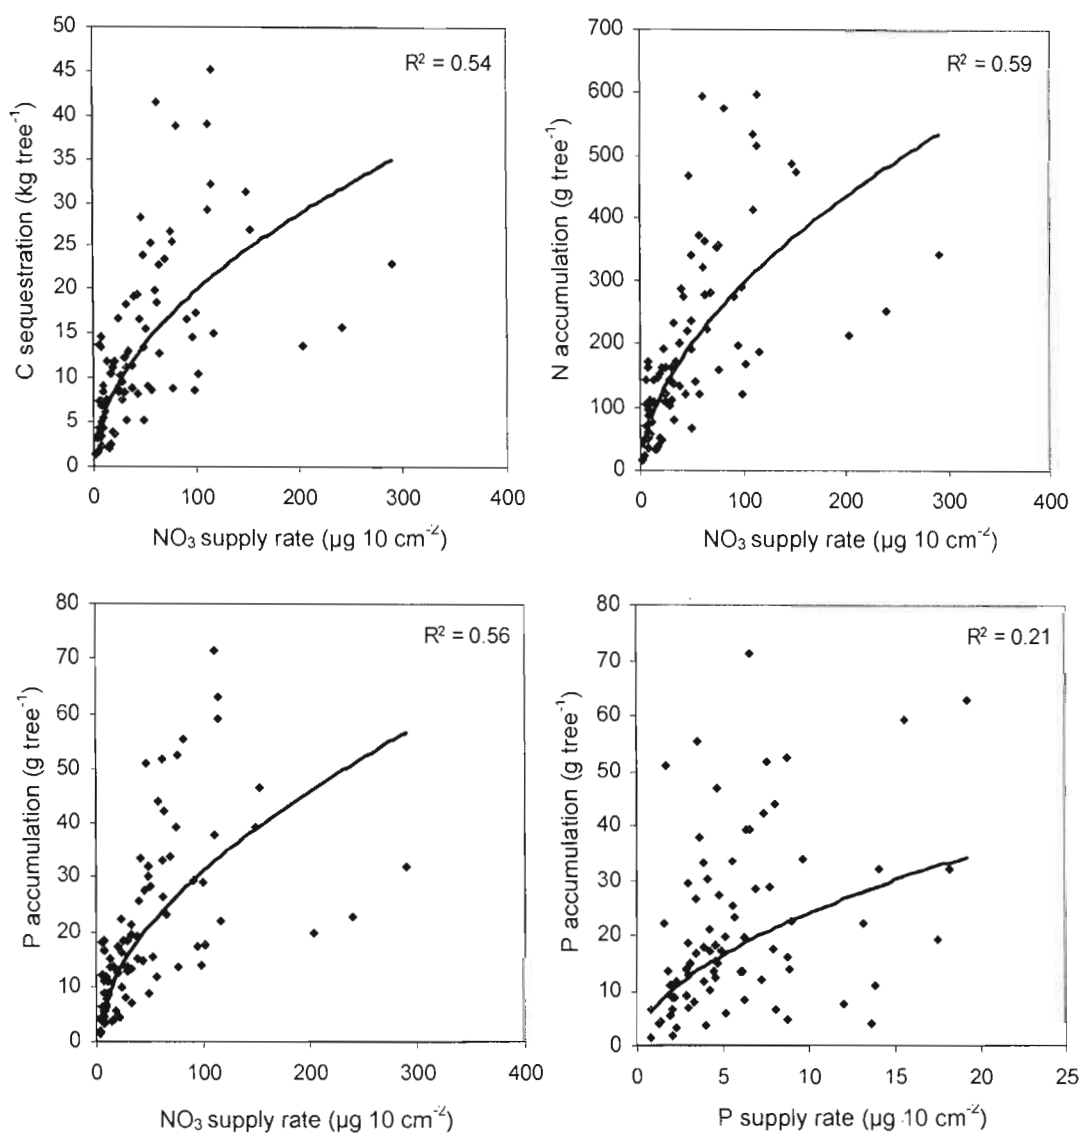 50
45
40
35
30
25
20
15
10
5
0
C sequestration (kg tree⁻¹)
R² = 0.54
0 100 200 300 400
NO₃ supply rate (µg 10 cm⁻²)
700
600
500
400
300
200
100
0
N accumulation (g tree⁻¹)
R² = 0.59
0 100 200 300 400
NO₃ supply rate (µg 10 cm⁻²)
80
70
60
50
40
30
20
10
0
P accumulation (g tree⁻¹)
R² = 0.56
0 100 200 300 400
NO₃ supply rate (µg 10 cm⁻²)
80
70
60
50
40
30
20
10
0
P accumulation (g tree⁻¹)
R² = 0.21
0 5 10 15 20 25
P supply rate (µg 10 cm⁻²)